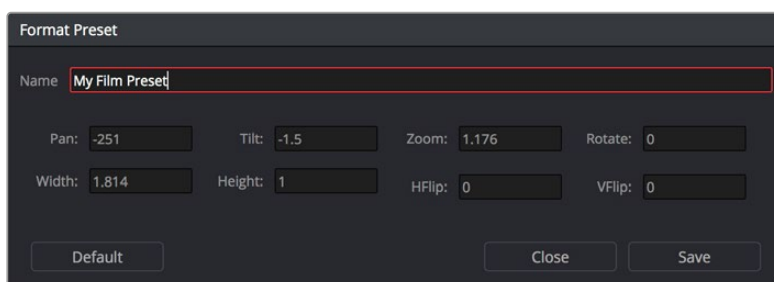 Format Preset
Name My Film Preset
Pan: -251 Tilt: -1.5 Zoom: 1.176 Rotate: 0
Width: 1.814 Height: 1 HFlip: 0 VFlip: 0
Default Close Save